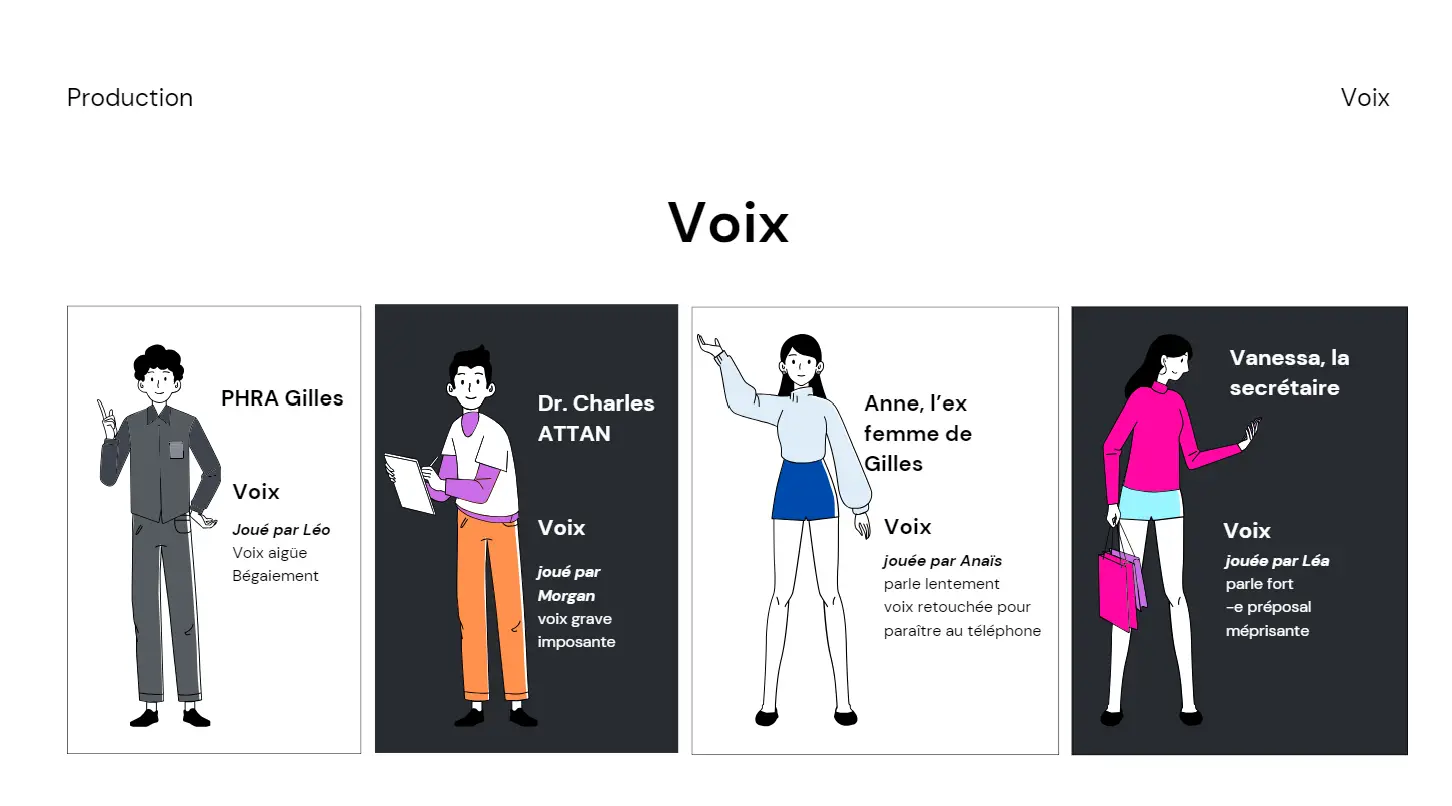 Production
Voix
Voix
PHRA Gilles
Voix
Joué par Léo
Voix aigüe
Bégaiement
Dr. Charles
ATTAN
Voix
joué par
Morgan
voix grave
imposante
Anne, l’ex
femme de
Gilles
Voix
jouée par Anaïs
parle lentement
voix retouchée pour
paraître au téléphone
Vanessa, la
secrétaire
Voix
jouée par Léa
parle fort
-e préposal
méprisante